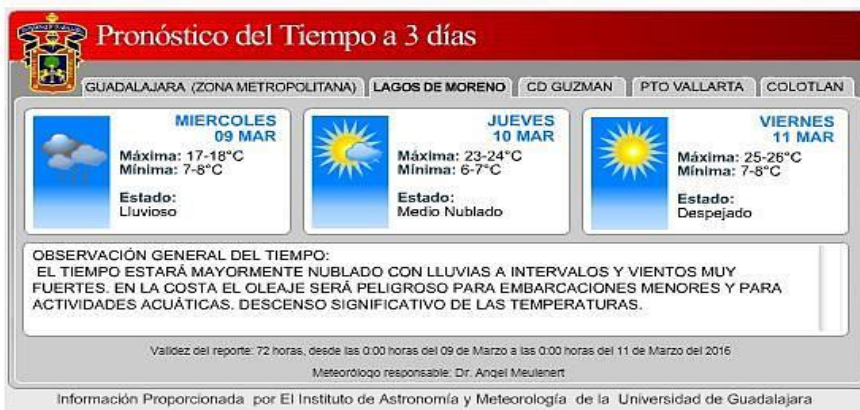 Pronóstico del Tiempo a 3 días
GUADALAJARA (ZONA METROPOLITANA)
LAGOS DE MORENO
CD GUZMAN
PTO VALLARTA
COLOTLAN
MIERCOLES
09 MAR
Máxima: 17-18°C
Mínima: 7-8°C
Estado:
Lluvioso
JUEVES
10 MAR
Máxima: 23-24°C
Mínima: 6-7°C
Estado:
Medio Nublado
VIERNES
11 MAR
Máxima: 25-26°C
Mínima: 7-8°C
Estado:
Despejado
OBSERVACIÓN GENERAL DEL TIEMPO:
EL TIEMPO ESTARÁ MAYORMENTE NUBLADO CON LLUVIAS A INTERVALOS Y VIENTOS MUY
FUERTES. EN LA COSTA EL OLEAJE SERÁ PELIGROSO PARA EMBARCACIONES MENORES Y PARA
ACTIVIDADES ACUÁTICAS. DESCENSO SIGNIFICATIVO DE LAS TEMPERATURAS.
Validez del reporte: 72 horas, desde las 0:00 horas del 09 de Marzo a las 0:00 horas del 11 de Marzo del 2016
Meteorólogo responsable: Dr. Angel Meulenert
Información Proporcionada por El Instituto de Astronomía y Meteorología de la Universidad de Guadalajara